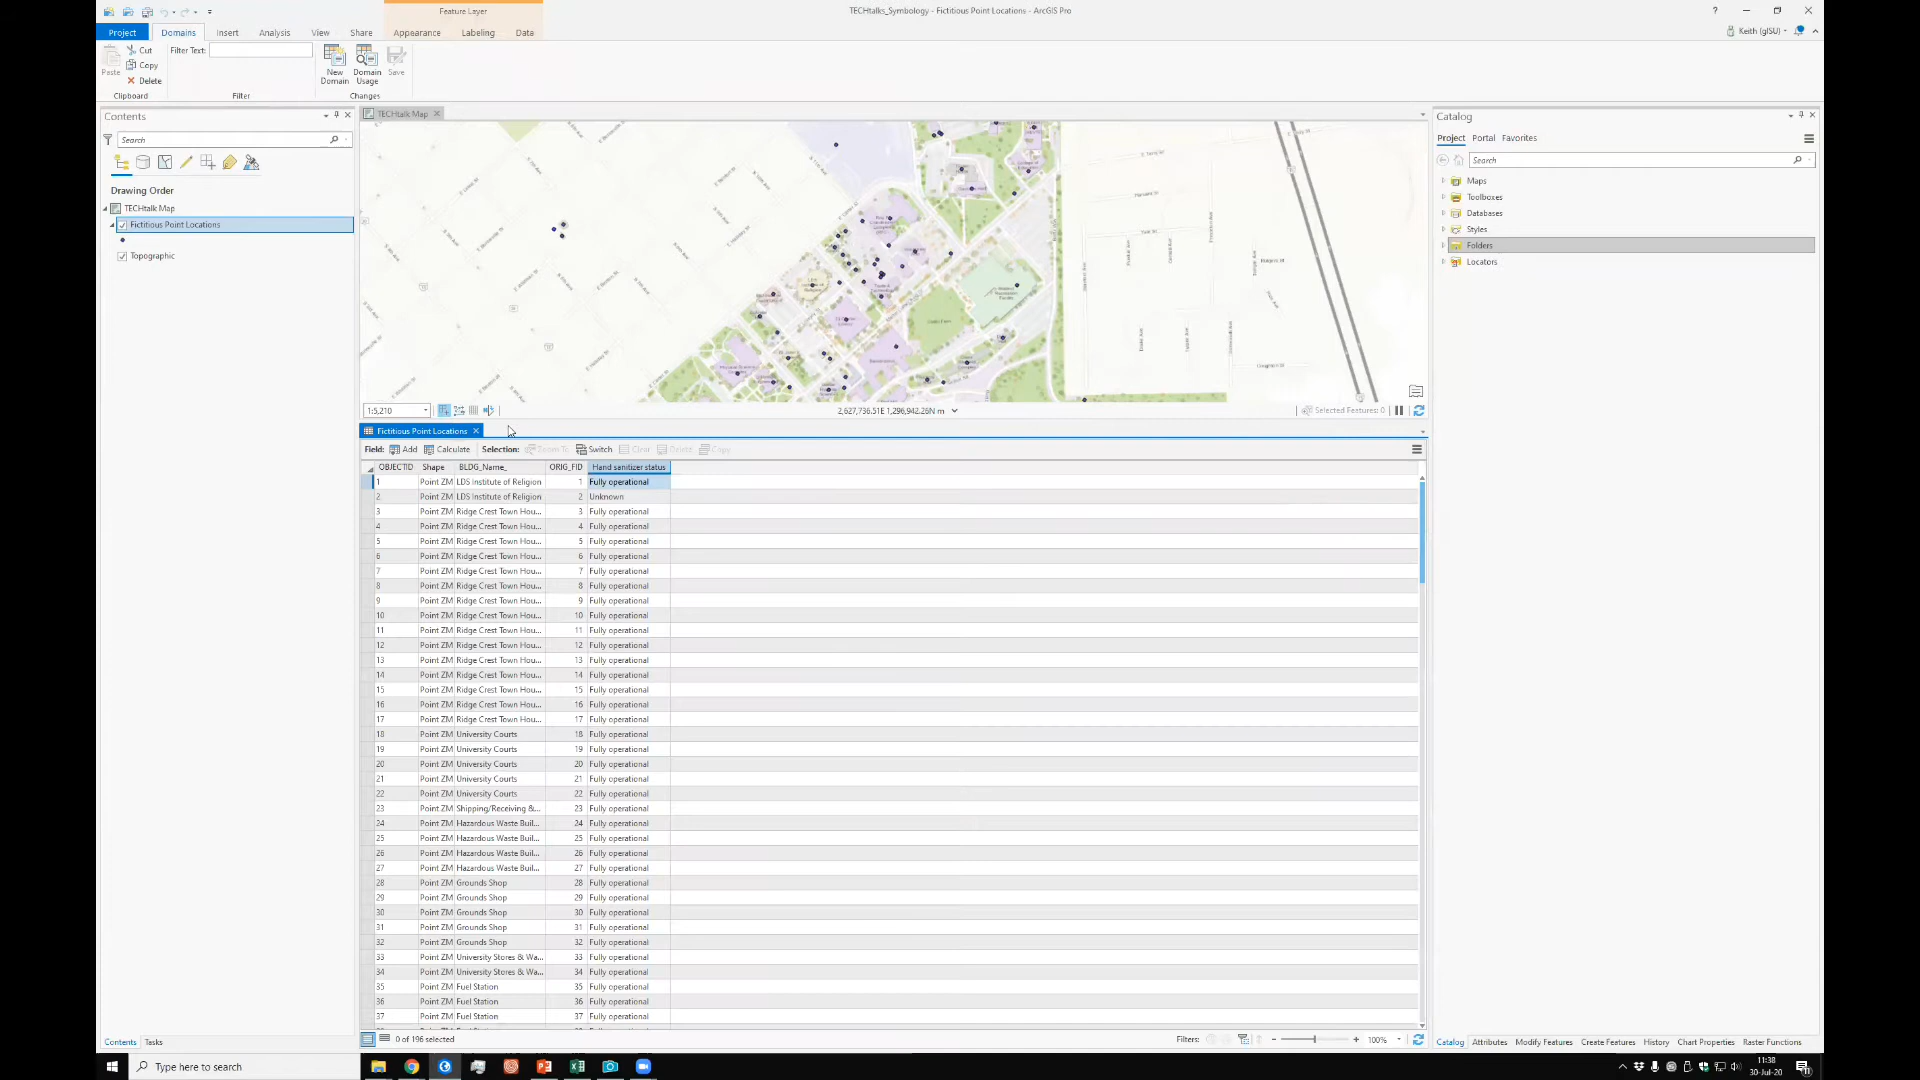 TECHtalks_Symbology - Fictitious Point Locations - ArcGIS Pro
Feature Layer
?
Project Domains Insert Analysis View Share Appearance Labeling Data
Keith (gISU)
Paste
Cut
Copy
Delete
Clipboard
Filter Text:
Filter
New Domain
Domain Usage
Save
Changes
Contents
Search
Drawing Order
TECHtalk Map
Fictitious Point Locations
Topographic
TECHtalk Map
1:5,210
2,627,736.51E 1,296,942.26N m
Selected Features: 0
Fictitious Point Locations
Field: Add Calculate Selection: Zoom To Switch Clear Delete Copy
OBJECTID Shape BLDG_Name_ ORIG_FID Hand sanitizer status
1 Point ZM LDS Institute of Religion 1 Fully operational
2 Point ZM LDS Institute of Religion 2 Unknown
3 Point ZM Ridge Crest Town Hou... 3 Fully operational
4 Point ZM Ridge Crest Town Hou... 4 Fully operational
5 Point ZM Ridge Crest Town Hou... 5 Fully operational
6 Point ZM Ridge Crest Town Hou... 6 Fully operational
7 Point ZM Ridge Crest Town Hou... 7 Fully operational
8 Point ZM Ridge Crest Town Hou... 8 Fully operational
9 Point ZM Ridge Crest Town Hou... 9 Fully operational
10 Point ZM Ridge Crest Town Hou... 10 Fully operational
11 Point ZM Ridge Crest Town Hou... 11 Fully operational
12 Point ZM Ridge Crest Town Hou... 12 Fully operational
13 Point ZM Ridge Crest Town Hou... 13 Fully operational
14 Point ZM Ridge Crest Town Hou... 14 Fully operational
15 Point ZM Ridge Crest Town Hou... 15 Fully operational
16 Point ZM Ridge Crest Town Hou... 16 Fully operational
17 Point ZM Ridge Crest Town Hou... 17 Fully operational
18 Point ZM University Courts 18 Fully operational
19 Point ZM University Courts 19 Fully operational
20 Point ZM University Courts 20 Fully operational
21 Point ZM University Courts 21 Fully operational
22 Point ZM University Courts 22 Fully operational
23 Point ZM Shipping/Receiving &... 23 Fully operational
24 Point ZM Hazardous Waste Buil... 24 Fully operational
25 Point ZM Hazardous Waste Buil... 25 Fully operational
26 Point ZM Hazardous Waste Buil... 26 Fully operational
27 Point ZM Hazardous Waste Buil... 27 Fully operational
28 Point ZM Grounds Shop 28 Fully operational
29 Point ZM Grounds Shop 29 Fully operational
30 Point ZM Grounds Shop 30 Fully operational
31 Point ZM Grounds Shop 31 Fully operational
32 Point ZM Grounds Shop 32 Fully operational
33 Point ZM University Stores & Wa... 33 Fully operational
34 Point ZM University Stores & Wa... 34 Fully operational
35 Point ZM Fuel Station 35 Fully operational
36 Point ZM Fuel Station 36 Fully operational
37 Point ZM Fuel Station 37 Fully operational
0 of 196 selected
Filters:
100%
Catalog
Project Portal Favorites
Search
Maps
Toolboxes
Databases
Styles
Folders
Locators
Contents Tasks
Catalog Attributes Modify Features Create Features History Chart Properties Raster Functions
Type here to search
11:38
30-Jul-20